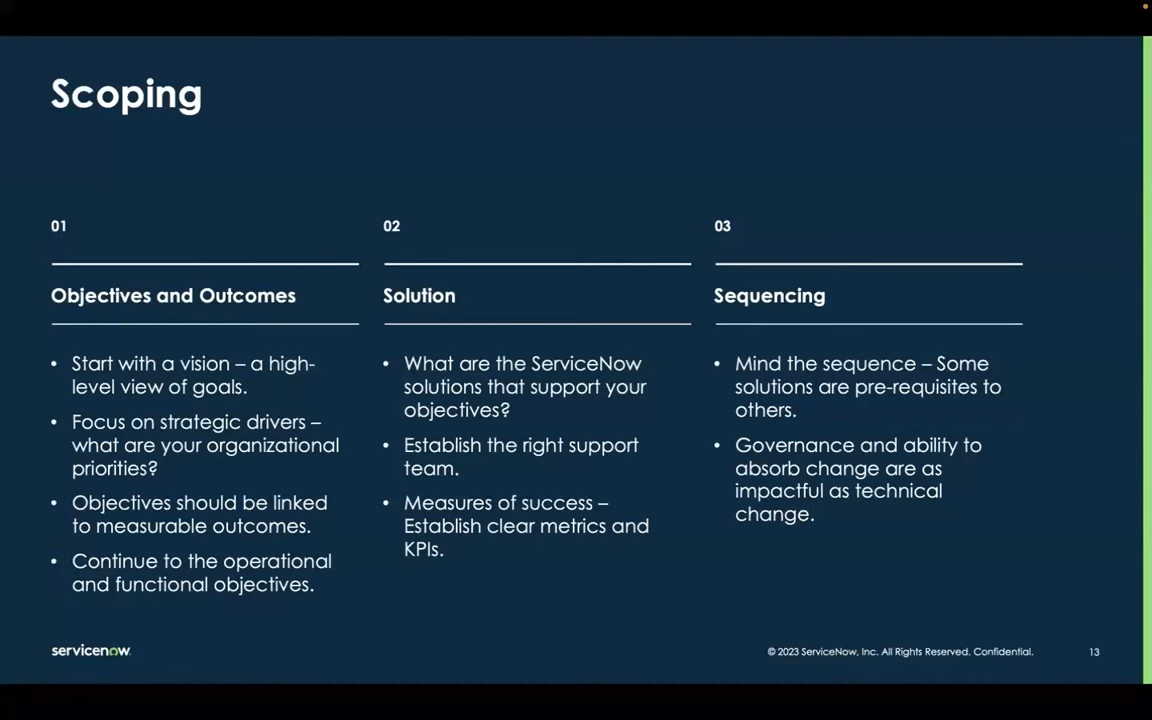 Scoping
01
Objectives and Outcomes
• Start with a vision – a high-
level view of goals.
• Focus on strategic drivers –
what are your organizational
priorities?
• Objectives should be linked
to measurable outcomes.
• Continue to the operational
and functional objectives.
02
Solution
• What are the ServiceNow
solutions that support your
objectives?
• Establish the right support
team.
• Measures of success –
Establish clear metrics and
KPIs.
03
Sequencing
• Mind the sequence – Some
solutions are pre-requisites to
others.
• Governance and ability to
absorb change are as
impactful as technical
change.
servicenow
© 2023 ServiceNow, Inc. All Rights Reserved. Confidential.
13